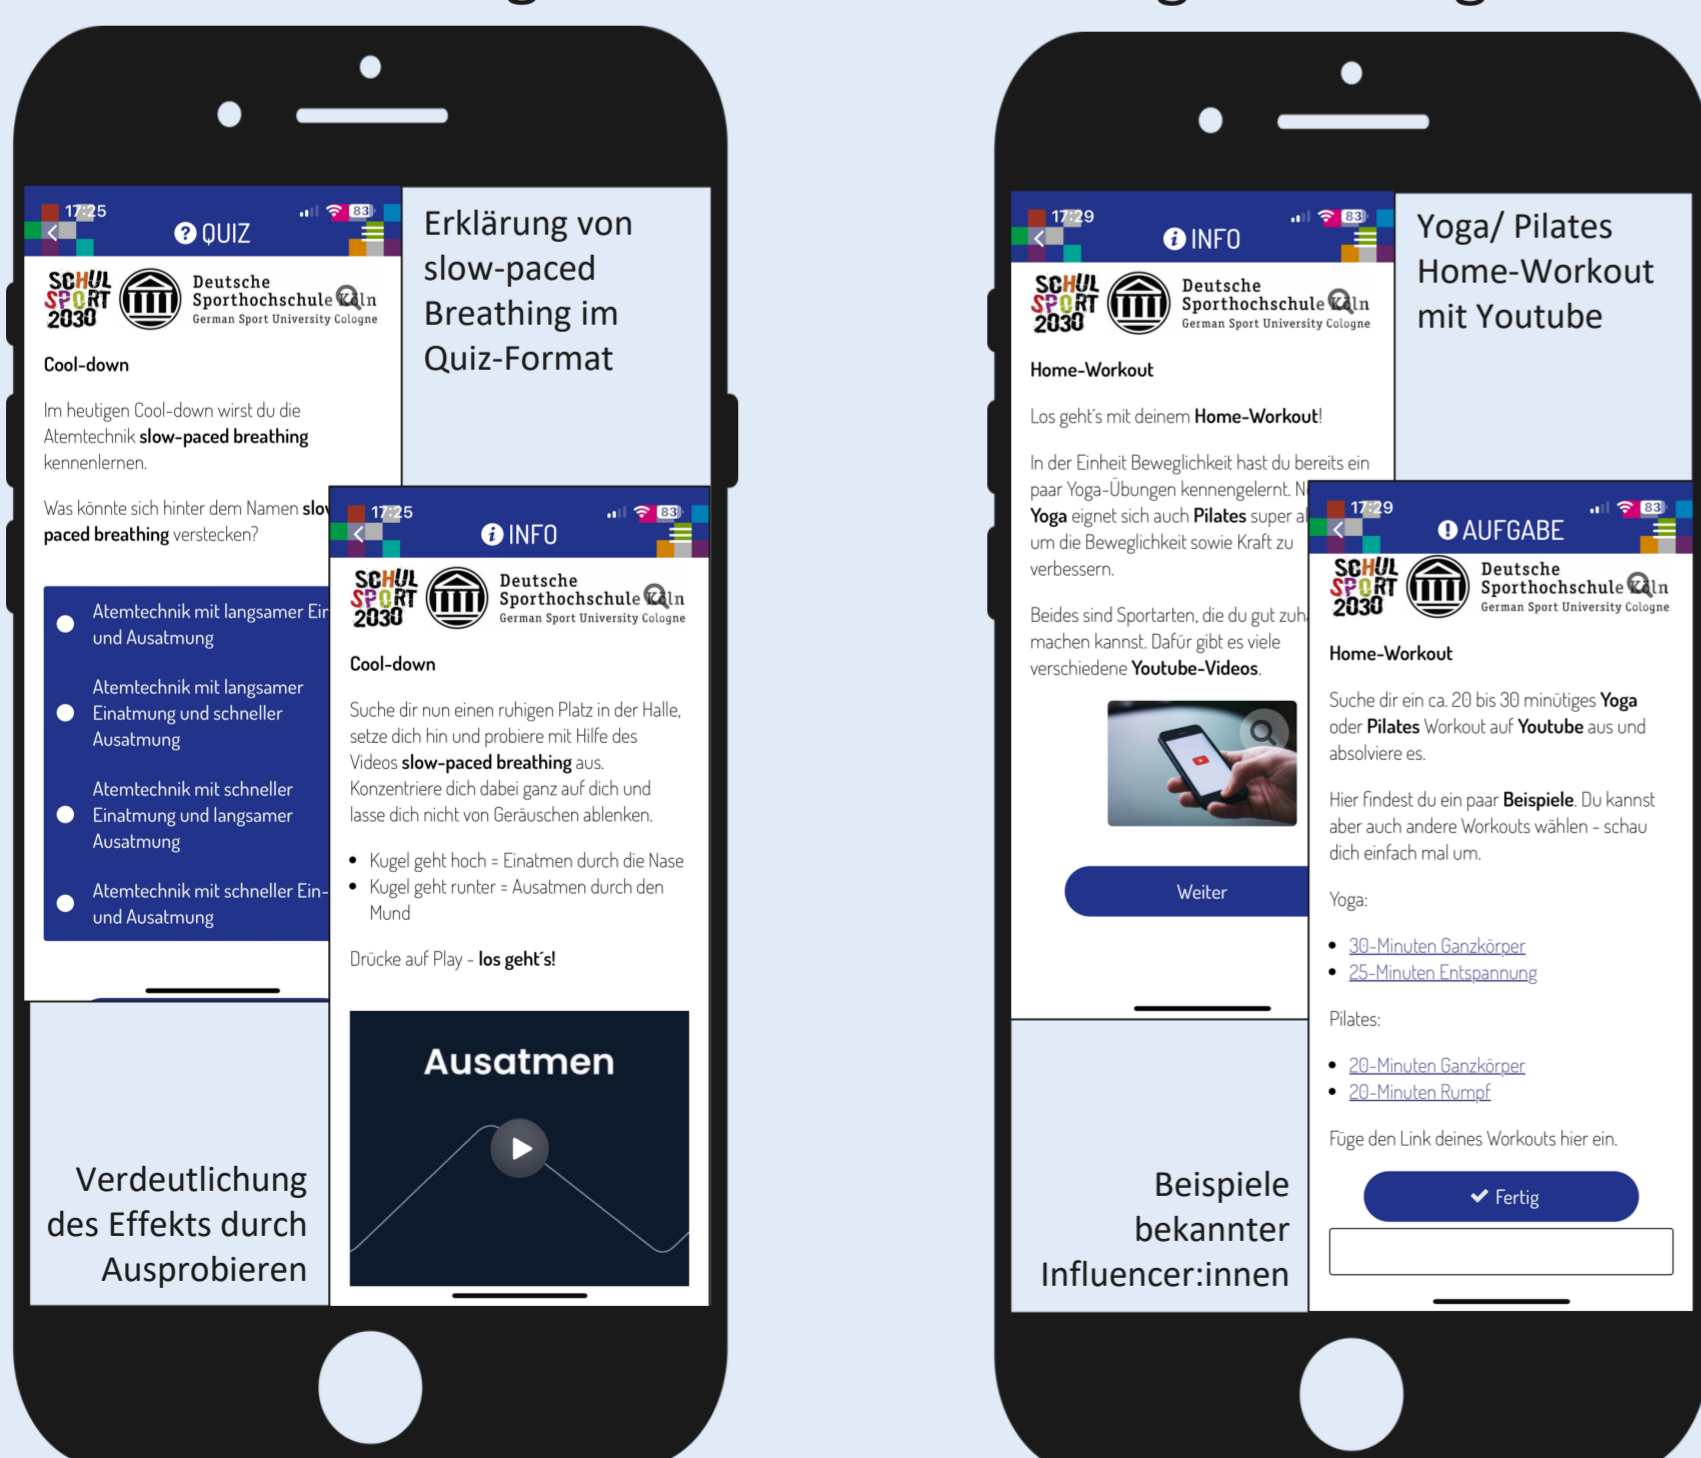 17:25
83
QUIZ
SCHUL
SPORT
2030
Deutsche
Sporthochschule Köln
German Sport University Cologne
Cool-down
Im heutigen Cool-down wirst du die
Atemtechnik slow-paced breathing
kennenlernen.
Was könnte sich hinter dem Namen slow
paced breathing verstecken?
Atemtechnik mit langsamer Ein
und Ausatmung
Atemtechnik mit langsamer
Einatmung und schneller
Ausatmung
Atemtechnik mit schneller
Einatmung und langsamer
Ausatmung
Atemtechnik mit schneller Ein-
und Ausatmung
Erklärung von
slow-paced
Breathing im
Quiz-Format
17:25
83
INFO
SCHUL
SPORT
2030
Deutsche
Sporthochschule Köln
German Sport University Cologne
Cool-down
Suche dir nun einen ruhigen Platz in der Halle,
setze dich hin und probiere mit Hilfe des
Videos slow-paced breathing aus.
Konzentriere dich dabei ganz auf dich und
lasse dich nicht von Geräuschen ablenken.
• Kugel geht hoch = Einatmen durch die Nase
• Kugel geht runter = Ausatmen durch den
Mund
Drücke auf Play - los geht´s!
Ausatmen
Verdeutlichung
des Effekts durch
Ausprobieren
17:29
83
INFO
SCHUL
SPORT
2030
Deutsche
Sporthochschule Köln
German Sport University Cologne
Home-Workout
Los geht´s mit deinem Home-Workout!
In der Einheit Beweglichkeit hast du bereits ein
paar Yoga-Übungen kennengelernt. N
Yoga eignet sich auch Pilates super al
um die Beweglichkeit sowie Kraft zu
verbessern.
Beides sind Sportarten, die du gut zuh
machen kannst. Dafür gibt es viele
verschiedene Youtube-Videos.
Weiter
Yoga/ Pilates
Home-Workout
mit Youtube
17:29
83
AUFGABE
SCHUL
SPORT
2030
Deutsche
Sporthochschule Köln
German Sport University Cologne
Home-Workout
Suche dir ein ca. 20 bis 30 minütiges Yoga
oder Pilates Workout auf Youtube aus und
absolviere es.
Hier findest du ein paar Beispiele. Du kannst
aber auch andere Workouts wählen - schau
dich einfach mal um.
Yoga:
• 30-Minuten Ganzkörper
• 25-Minuten Entspannung
Pilates:
• 20-Minuten Ganzkörper
• 20-Minuten Rumpf
Füge den Link deines Workouts hier ein.
Fertig
Beispiele
bekannter
Influencer:innen